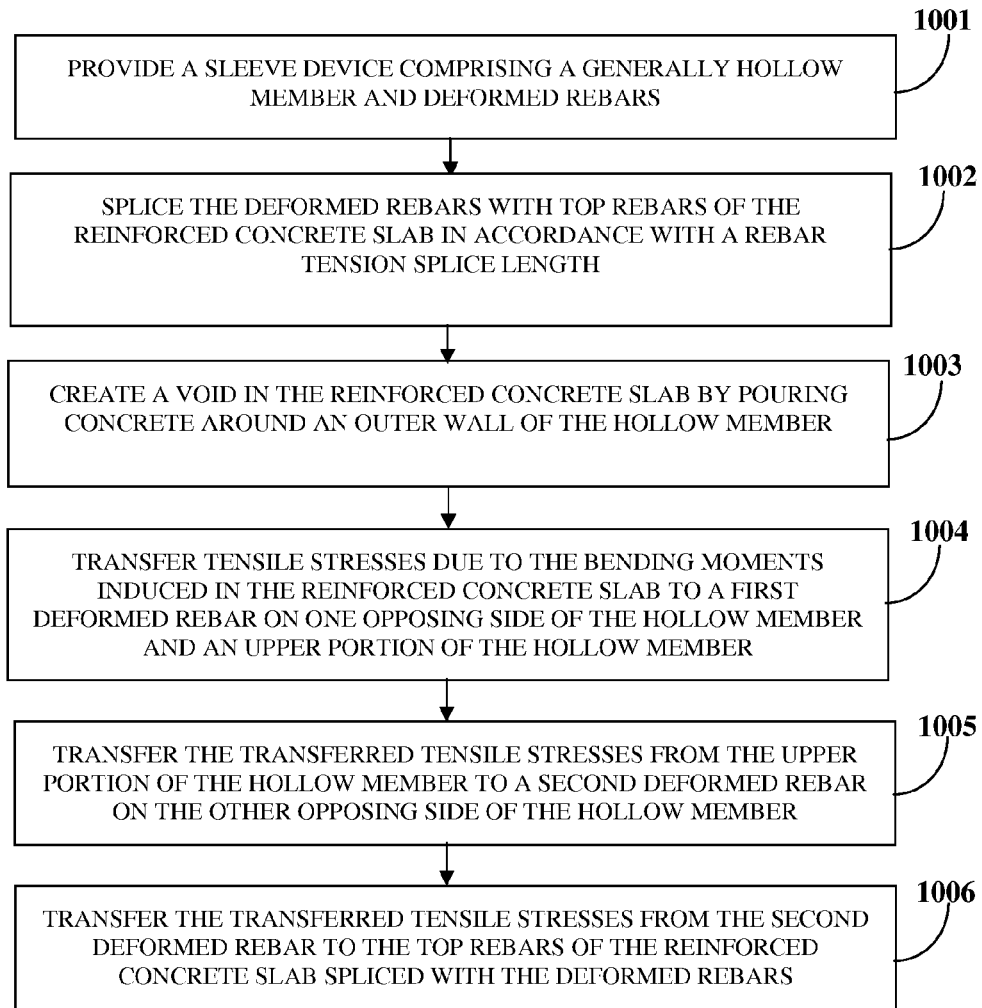 1001
PROVIDE A SLEEVE DEVICE COMPRISING A GENERALLY HOLLOW
MEMBER AND DEFORMED REBARS
1002
SPLICE THE DEFORMED REBARS WITH TOP REBARS OF THE
REINFORCED CONCRETE SLAB IN ACCORDANCE WITH A REBAR
TENSION SPLICE LENGTH
1003
CREATE A VOID IN THE REINFORCED CONCRETE SLAB BY POURING
CONCRETE AROUND AN OUTER WALL OF THE HOLLOW MEMBER
1004
TRANSFER TENSILE STRESSES DUE TO THE BENDING MOMENTS
INDUCED IN THE REINFORCED CONCRETE SLAB TO A FIRST
DEFORMED REBAR ON ONE OPPOSING SIDE OF THE HOLLOW MEMBER
AND AN UPPER PORTION OF THE HOLLOW MEMBER
1005
TRANSFER THE TRANSFERRED TENSILE STRESSES FROM THE UPPER
PORTION OF THE HOLLOW MEMBER TO A SECOND DEFORMED REBAR
ON THE OTHER OPPOSING SIDE OF THE HOLLOW MEMBER
1006
TRANSFER THE TRANSFERRED TENSILE STRESSES FROM THE SECOND
DEFORMED REBAR TO THE TOP REBARS OF THE REINFORCED
CONCRETE SLAB SPLICED WITH THE DEFORMED REBARS